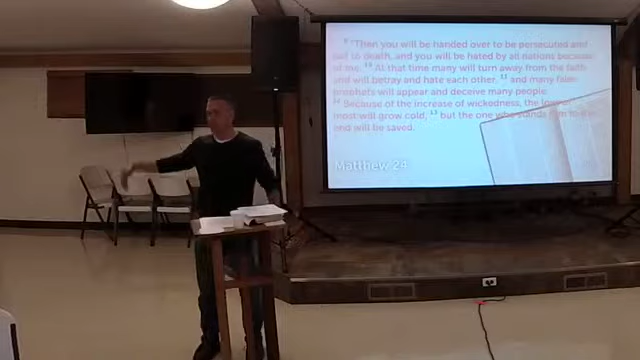 ⁹ "Then you will be handed over to be persecuted and
put to death, and you will be hated by all nations because
of me. ¹⁰ At that time many will turn away from the faith
and will betray and hate each other, ¹¹ and many false
prophets will appear and deceive many people.
¹² Because of the increase of wickedness, the love of
most will grow cold, ¹³ but the one who stands firm to the
end will be saved.
Matthew 24